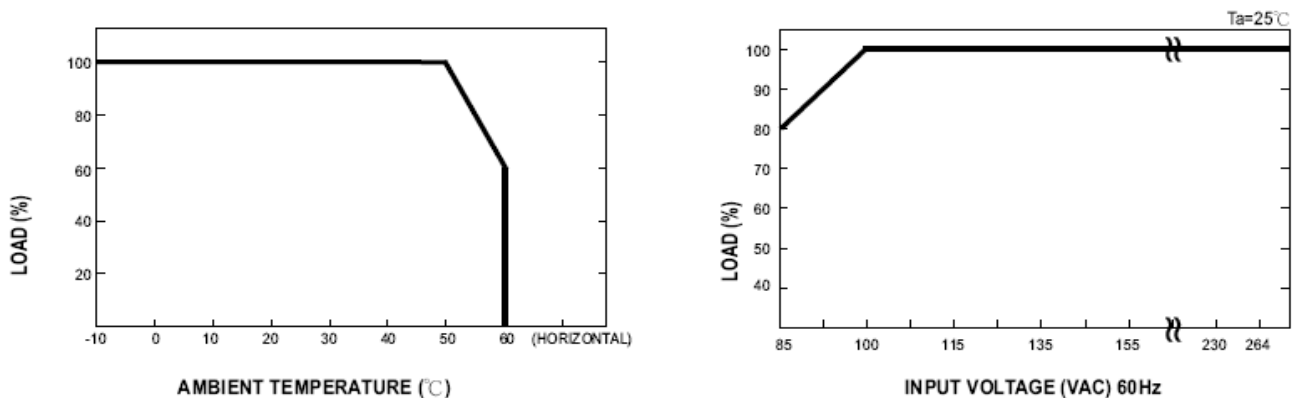 100
80
60
40
20
LOAD (%)
-10 0 10 20 30 40 50 60 (HORIZONTAL)
AMBIENT TEMPERATURE (℃)
Ta=25℃
100
90
80
70
60
50
40
LOAD (%)
85 100 115 135 155 230 264
INPUT VOLTAGE (VAC) 60Hz